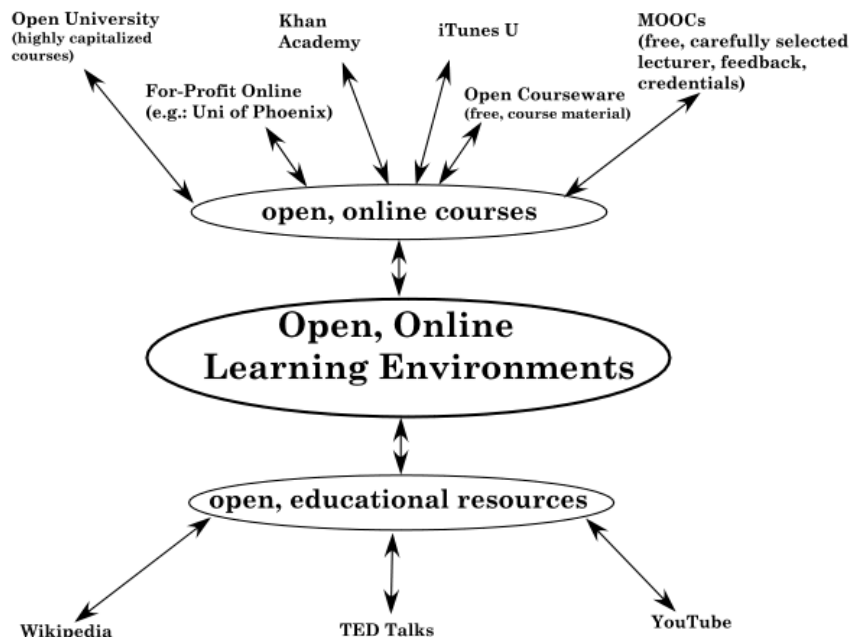 Open University
(highly capitalized
courses)
Khan
Academy
iTunes U
MOOCs
(free, carefully selected
lecturer, feedback,
credentials)
For-Profit Online
(e.g.: Uni of Phoenix)
Open Courseware
(free, course material)
open, online courses
Open, Online
Learning Environments
open, educational resources
Wikipedia
TED Talks
YouTube